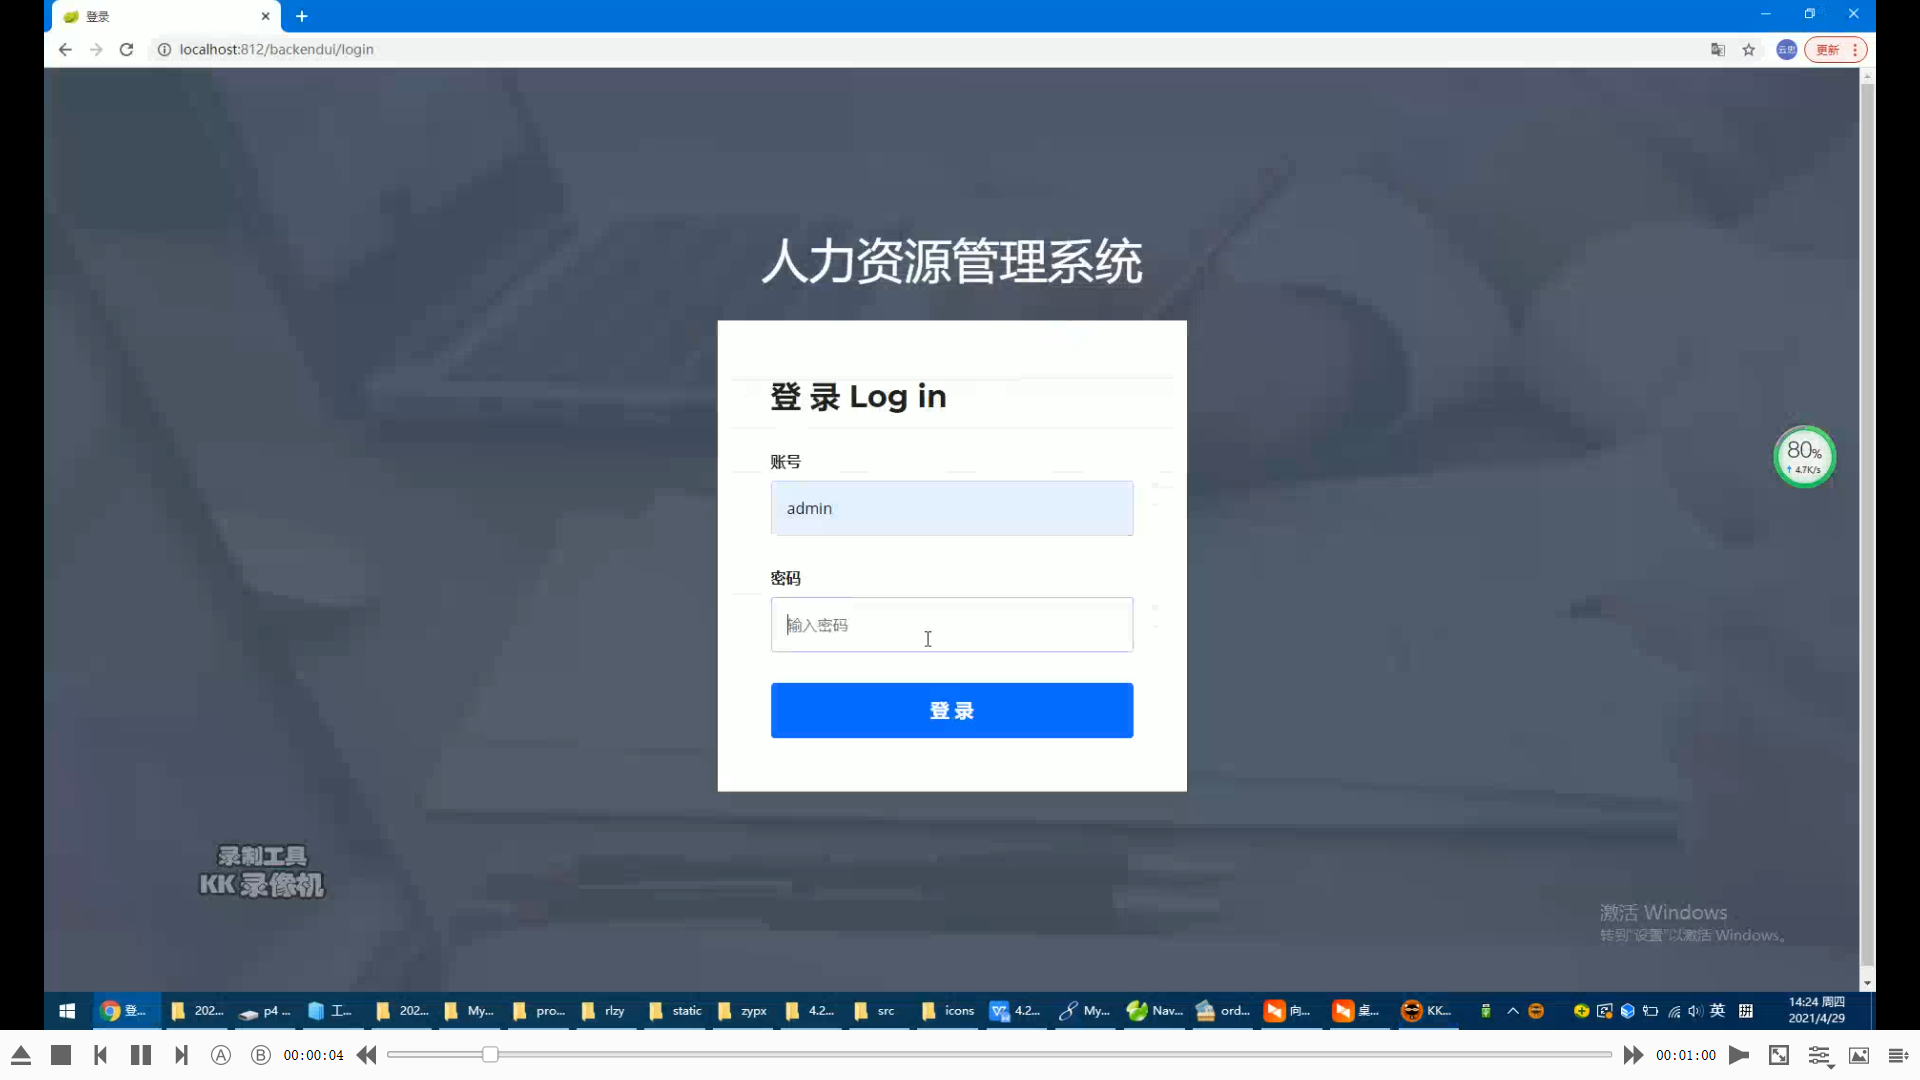 登录
localhost:812/backendui/login
云忠
更新
人力资源管理系统
登 录 Log in
账号
admin
密码
输入密码
登 录
80%
↑ 4.7K/s
录制工具
KK 录像机
激活 Windows
转到“设置”以激活 Windows。
登... 202... p4 ... 工... 202... My... pro... rlzy static zypx 4.2... src icons 4.2... My... Nav... ord... 向... 桌... KK... 英
14:24 周四
2021/4/29
A B 00:00:04 00:01:00